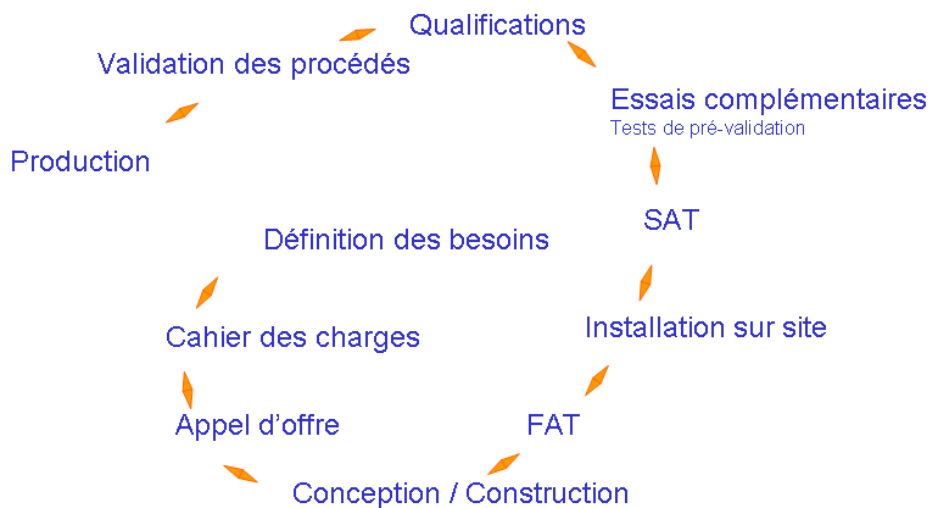 Qualifications
Validation des procédés
Essais complémentaires
Tests de pré-validation
Production
SAT
Définition des besoins
Installation sur site
Cahier des charges
Appel d’offre
FAT
Conception / Construction